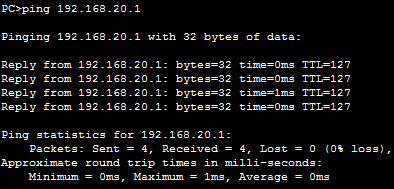 PC>ping 192.168.20.1
Pinging 192.168.20.1 with 32 bytes of data:
Reply from 192.168.20.1: bytes=32 time=0ms TTL=127
Reply from 192.168.20.1: bytes=32 time=0ms TTL=127
Reply from 192.168.20.1: bytes=32 time=1ms TTL=127
Reply from 192.168.20.1: bytes=32 time=0ms TTL=127
Ping statistics for 192.168.20.1:
    Packets: Sent = 4, Received = 4, Lost = 0 (0% loss),
Approximate round trip times in milli-seconds:
    Minimum = 0ms, Maximum = 1ms, Average = 0ms